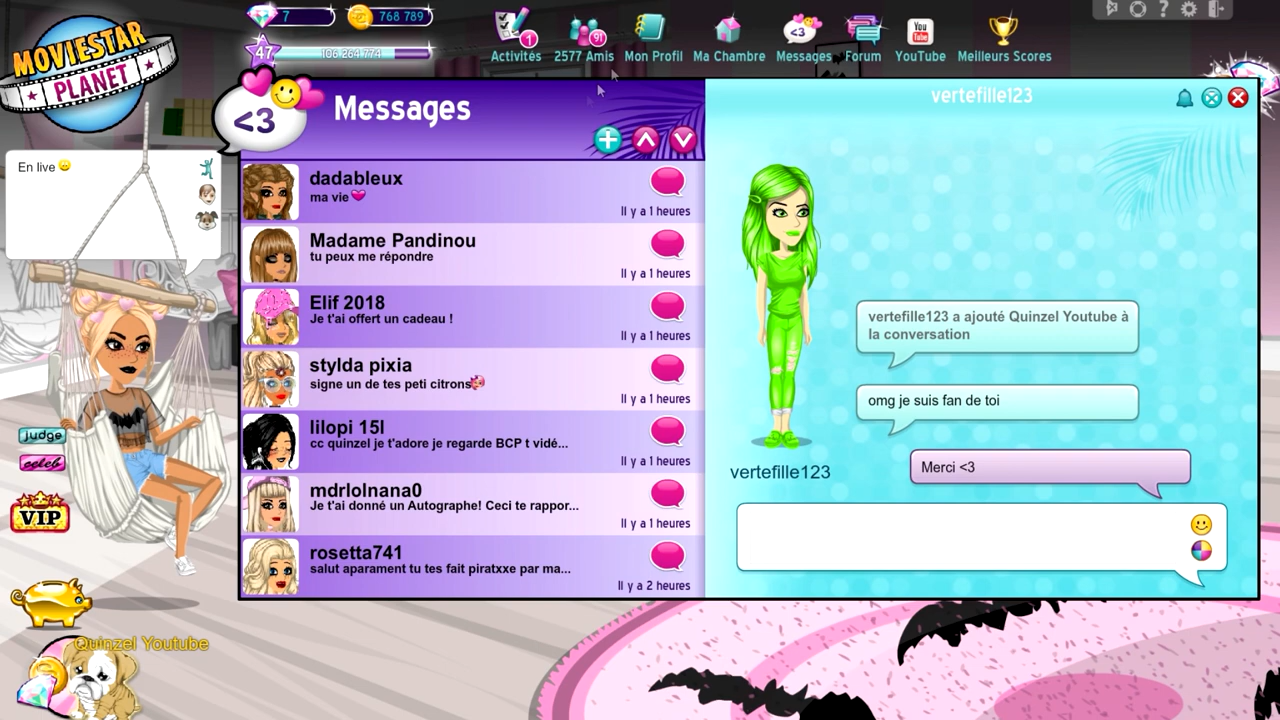 MOVIESTAR
PLANET
7
768 789
47
106 264 774
1
91
<3
You
Tube
Activités
2577 Amis
Mon Profil
Ma Chambre
Messages
Forum
YouTube
Meilleurs Scores
En live
judge
celeb
VIP
Quinzel Youtube
<3
Messages
dadableux
ma vie
Il y a 1 heures
Madame Pandinou
tu peux me répondre
Il y a 1 heures
Elif 2018
Je t'ai offert un cadeau !
Il y a 1 heures
stylda pixia
signe un de tes peti citrons
Il y a 1 heures
lilopi 15l
cc quinzel je t'adore je regarde BCP t vidé...
Il y a 1 heures
mdrlolnana0
Je t'ai donné un Autographe! Ceci te rappor...
Il y a 1 heures
rosetta741
salut aparament tu tes fait piratxxe par ma...
Il y a 2 heures
vertefille123
vertefille123 a ajouté Quinzel Youtube à
la conversation
omg je suis fan de toi
Merci <3
vertefille123